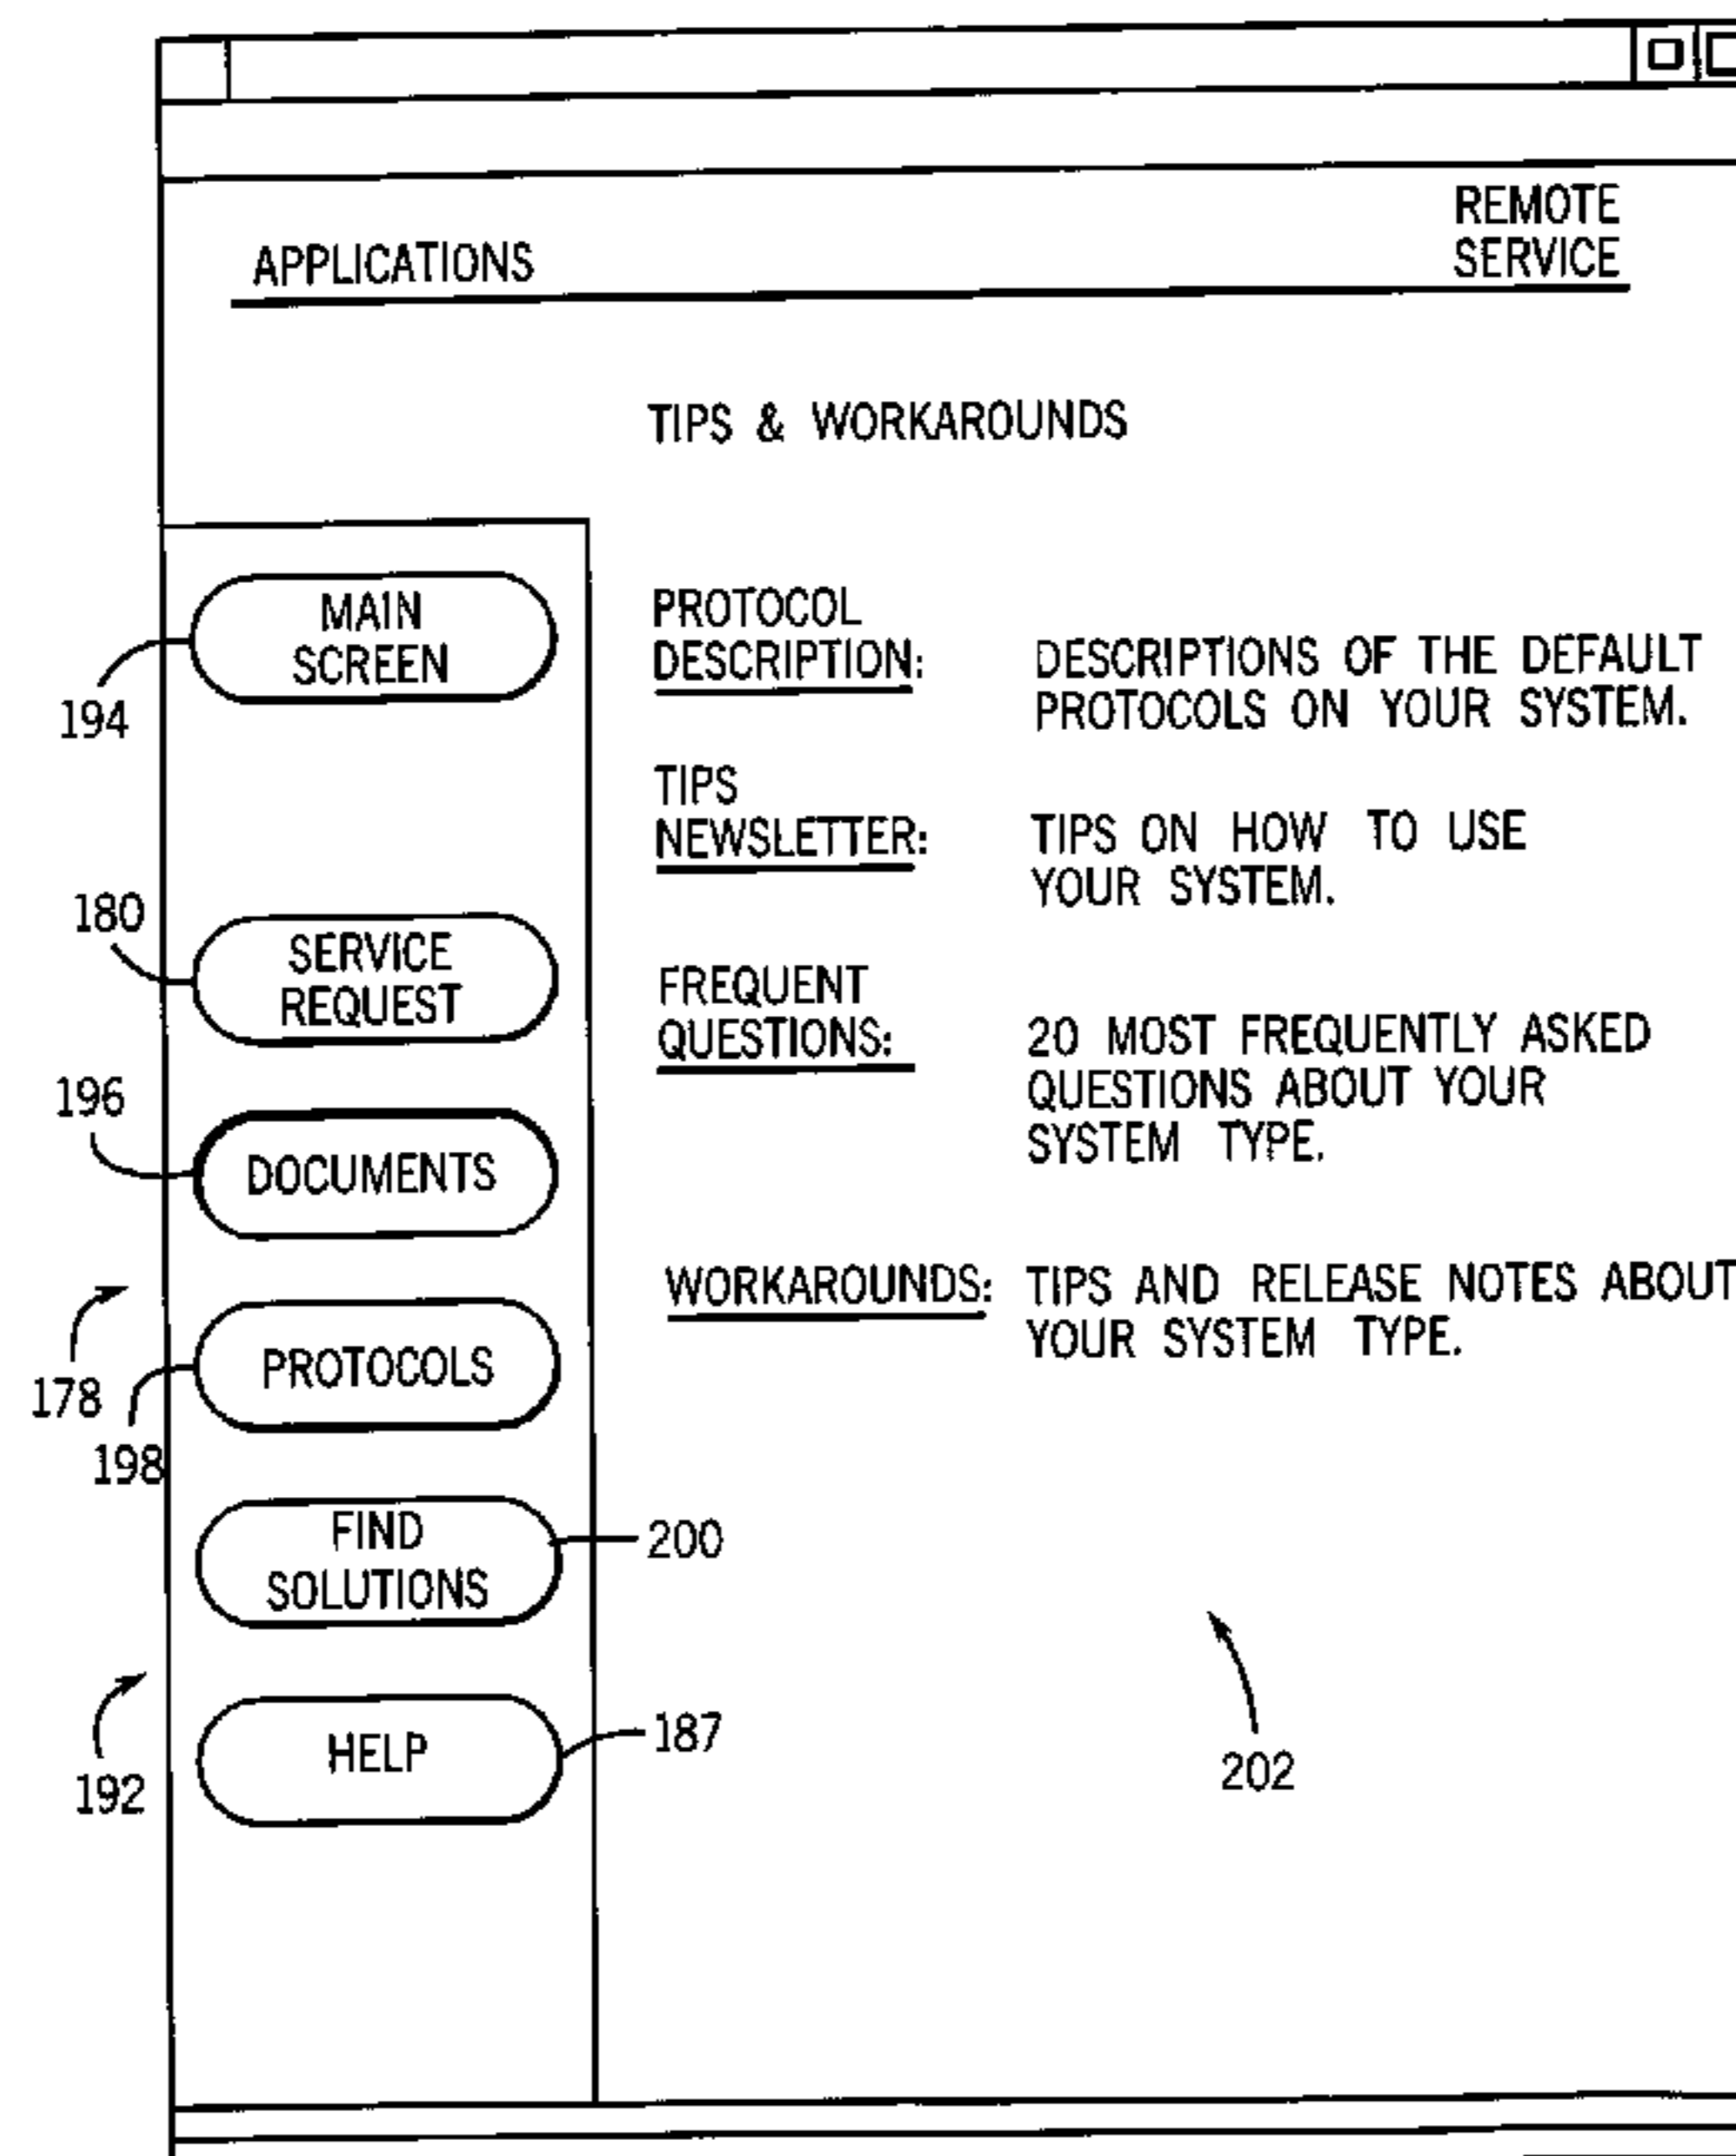 REMOTE
SERVICE
APPLICATIONS
TIPS & WORKAROUNDS
MAIN
SCREEN
194
180
SERVICE
REQUEST
196
DOCUMENTS
178
PROTOCOLS
198
FIND
SOLUTIONS
200
192
HELP
187
PROTOCOL
DESCRIPTION:
DESCRIPTIONS OF THE DEFAULT
PROTOCOLS ON YOUR SYSTEM.
TIPS
NEWSLETTER:
TIPS ON HOW TO USE
YOUR SYSTEM.
FREQUENT
QUESTIONS:
20 MOST FREQUENTLY ASKED
QUESTIONS ABOUT YOUR
SYSTEM TYPE.
WORKAROUNDS:
TIPS AND RELEASE NOTES ABOUT
YOUR SYSTEM TYPE.
202